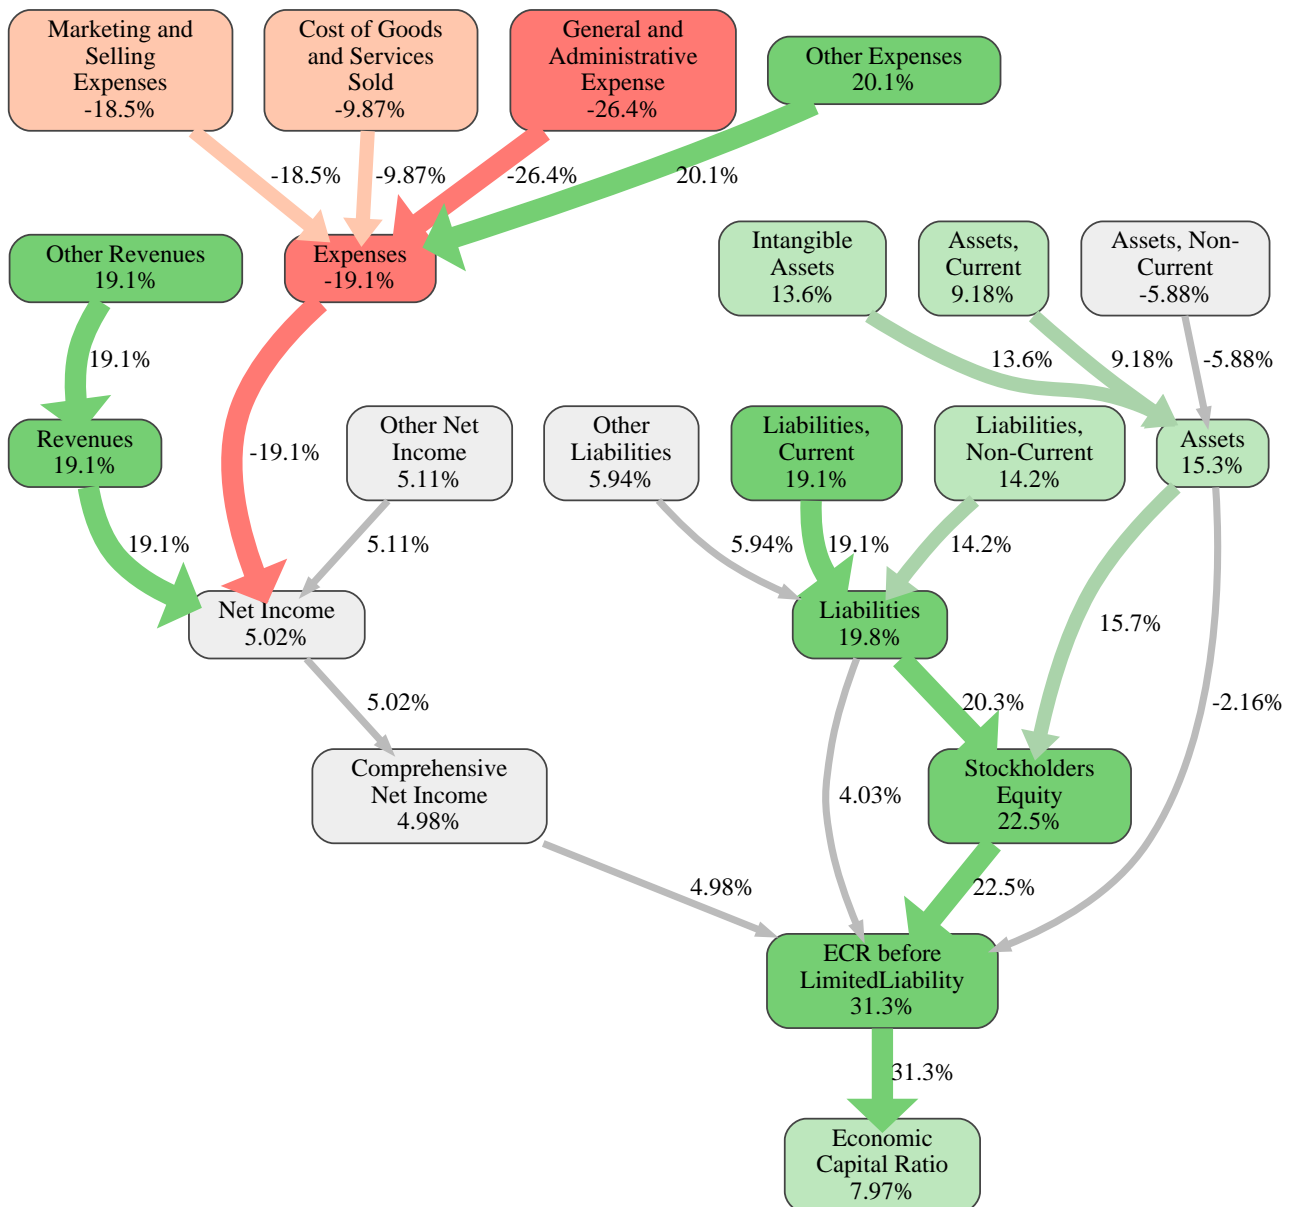 Marketing and
Selling
Expenses
-18.5%
Cost of Goods
and Services
Sold
-9.87%
General and
Administrative
Expense
-26.4%
Other Expenses
20.1%
-18.5%
-9.87%
-26.4%
20.1%
Other Revenues
19.1%
Expenses
-19.1%
Intangible
Assets
13.6%
Assets,
Current
9.18%
Assets, Non-
Current
-5.88%
19.1%
13.6%
9.18%
-5.88%
Revenues
19.1%
-19.1%
Other Net
Income
5.11%
Other
Liabilities
5.94%
Liabilities,
Current
19.1%
Liabilities,
Non-Current
14.2%
Assets
15.3%
19.1%
5.11%
5.94%
19.1%
14.2%
Net Income
5.02%
Liabilities
19.8%
15.7%
5.02%
20.3%
-2.16%
Comprehensive
Net Income
4.98%
4.03%
Stockholders
Equity
22.5%
4.98%
22.5%
ECR before
LimitedLiability
31.3%
31.3%
Economic
Capital Ratio
7.97%